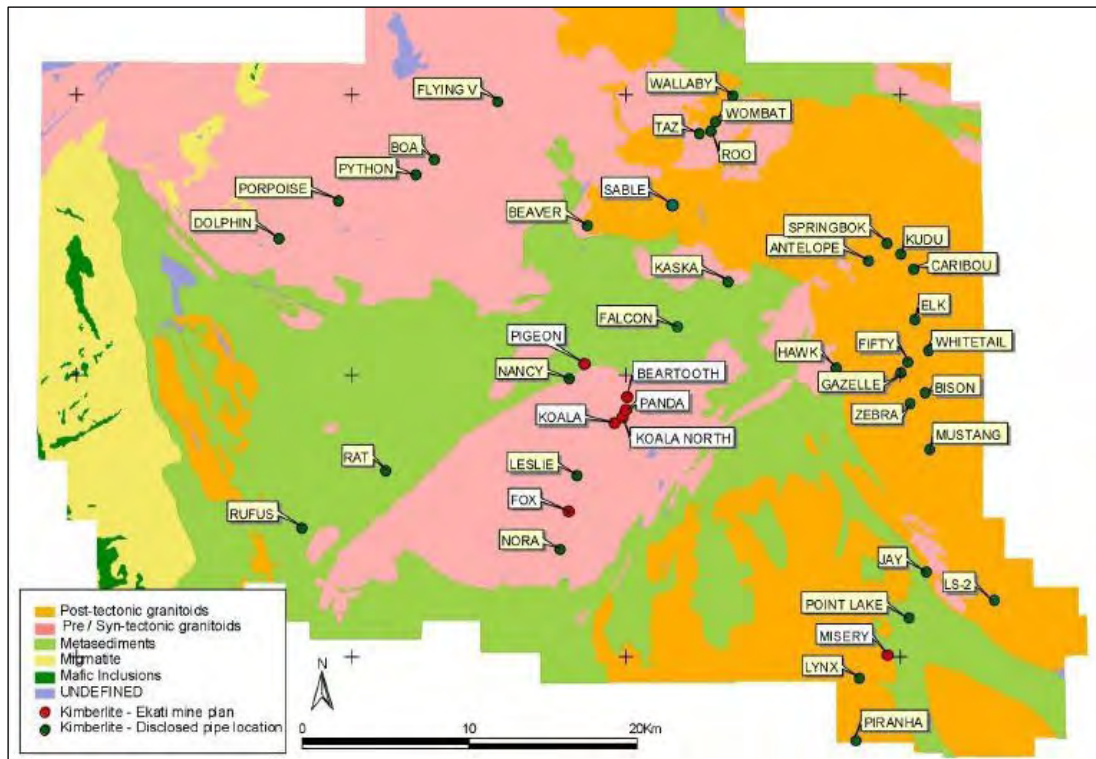 FLYING V
WALLABY
WOMBAT
TAZ
ROO
BOA
PYTHON
PORPOISE
DOLPHIN
SABLE
BEAVER
SPRINGBOK
KUDU
ANTELOPE
CARIBOU
KASKA
ELK
FALCON
PIGEON
WHITETAIL
FIFTY
HAWK
NANCY
BEARTOOTH
GAZELLE
BISON
PANDA
ZEBRA
KOALA
KOALA NORTH
MUSTANG
RAT
LESLIE
FOX
RUFUS
NORA
JAY
LS-2
POINT LAKE
MISERY
LYNX
PIRANHA
Post-tectonic granitoids
Pre / Syn-tectonic granitoids
Metasediments
Migmatite
Mafic Inclusions
UNDEFINED
Kimberlite - Ekati mine plan
Kimberlite - Disclosed pipe location
N
0 10 20Km